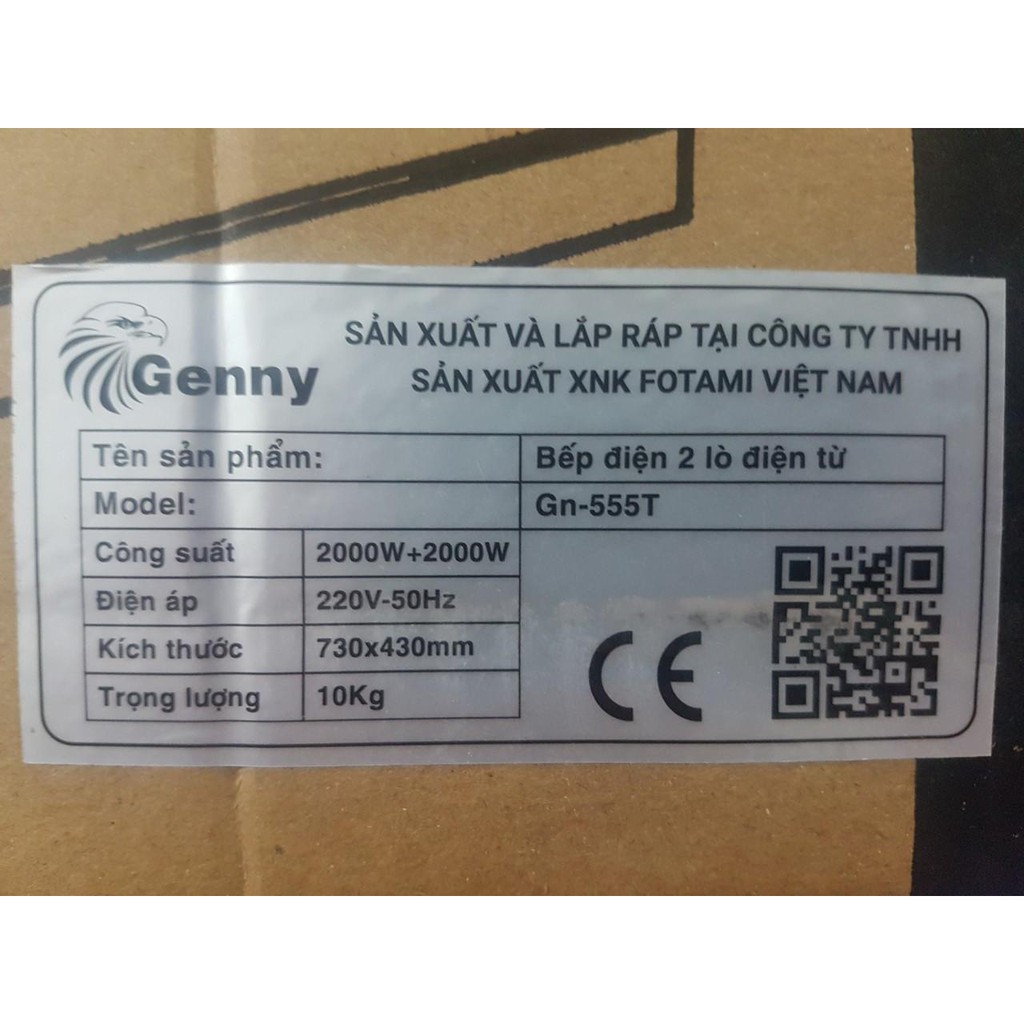 Genny
SẢN XUẤT VÀ LẮP RÁP TẠI CÔNG TY TNHH
SẢN XUẤT XNK FOTAMI VIỆT NAM
Tên sản phẩm: Bếp điện 2 lò điện từ
Model: Gn-555T
Công suất 2000W+2000W
Điện áp 220V-50Hz
Kích thước 730x430mm
Trọng lượng 10Kg
CE